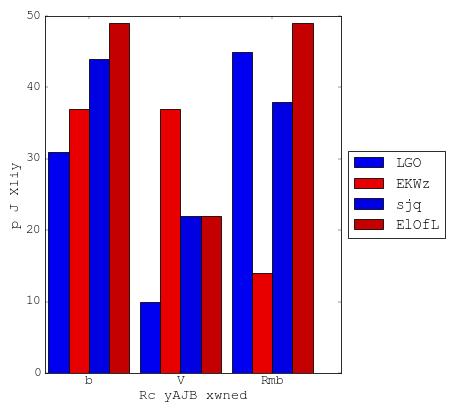 50
40
30
20
10
0
p J Xliy
b V Rmb
Rc yAJB xwned
LGO
EKWz
sjq
ElOfL